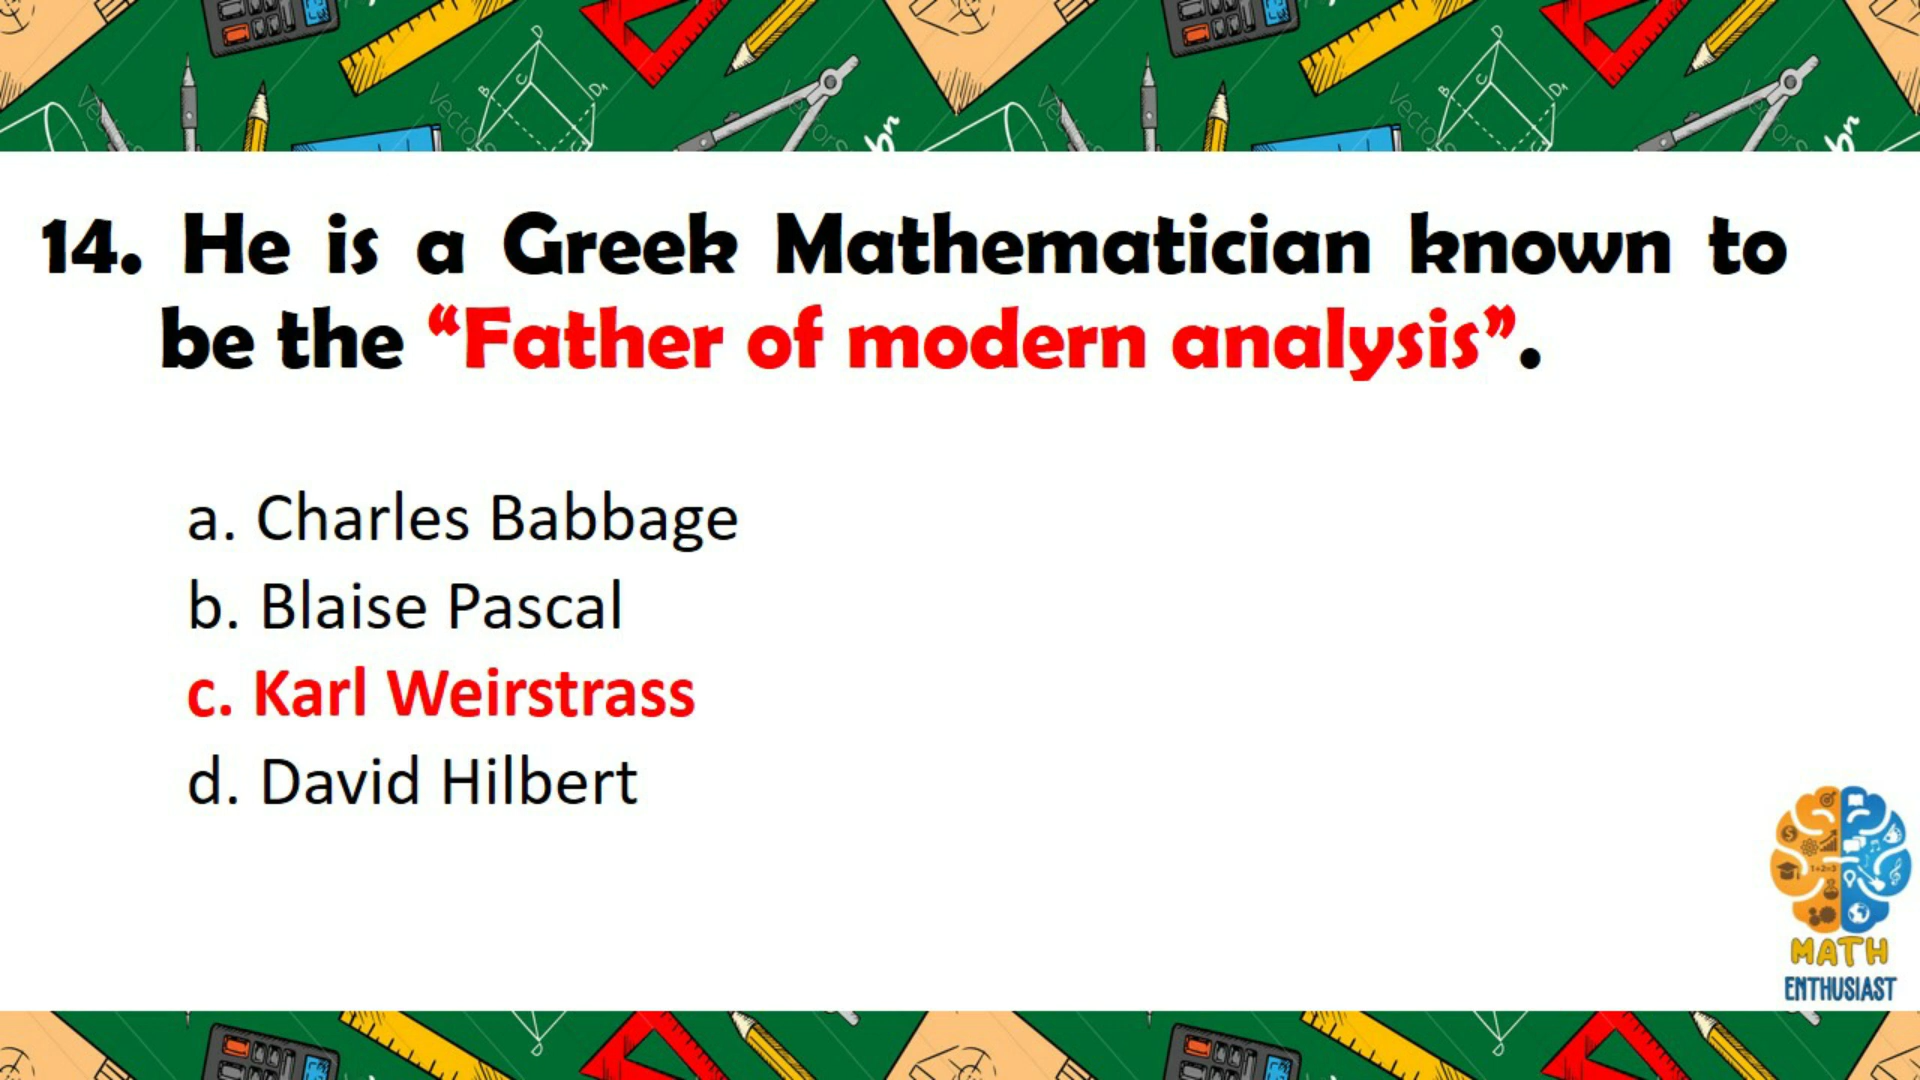 14. He is a Greek Mathematician known to
be the “Father of modern analysis”.
a. Charles Babbage
b. Blaise Pascal
c. Karl Weirstrass
d. David Hilbert
MATH
ENTHUSIAST